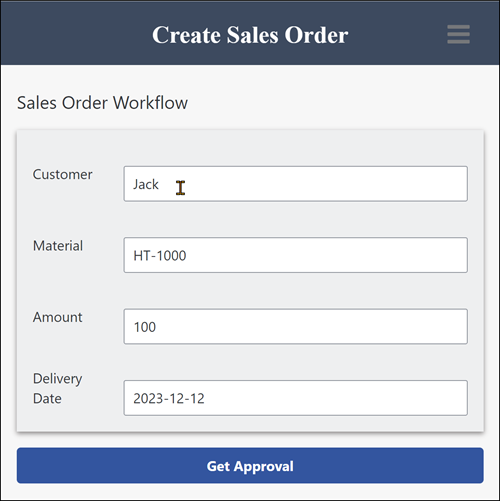 Create Sales Order
Sales Order Workflow
Customer
Jack
Material
HT-1000
Amount
100
Delivery
Date
2023-12-12
Get Approval